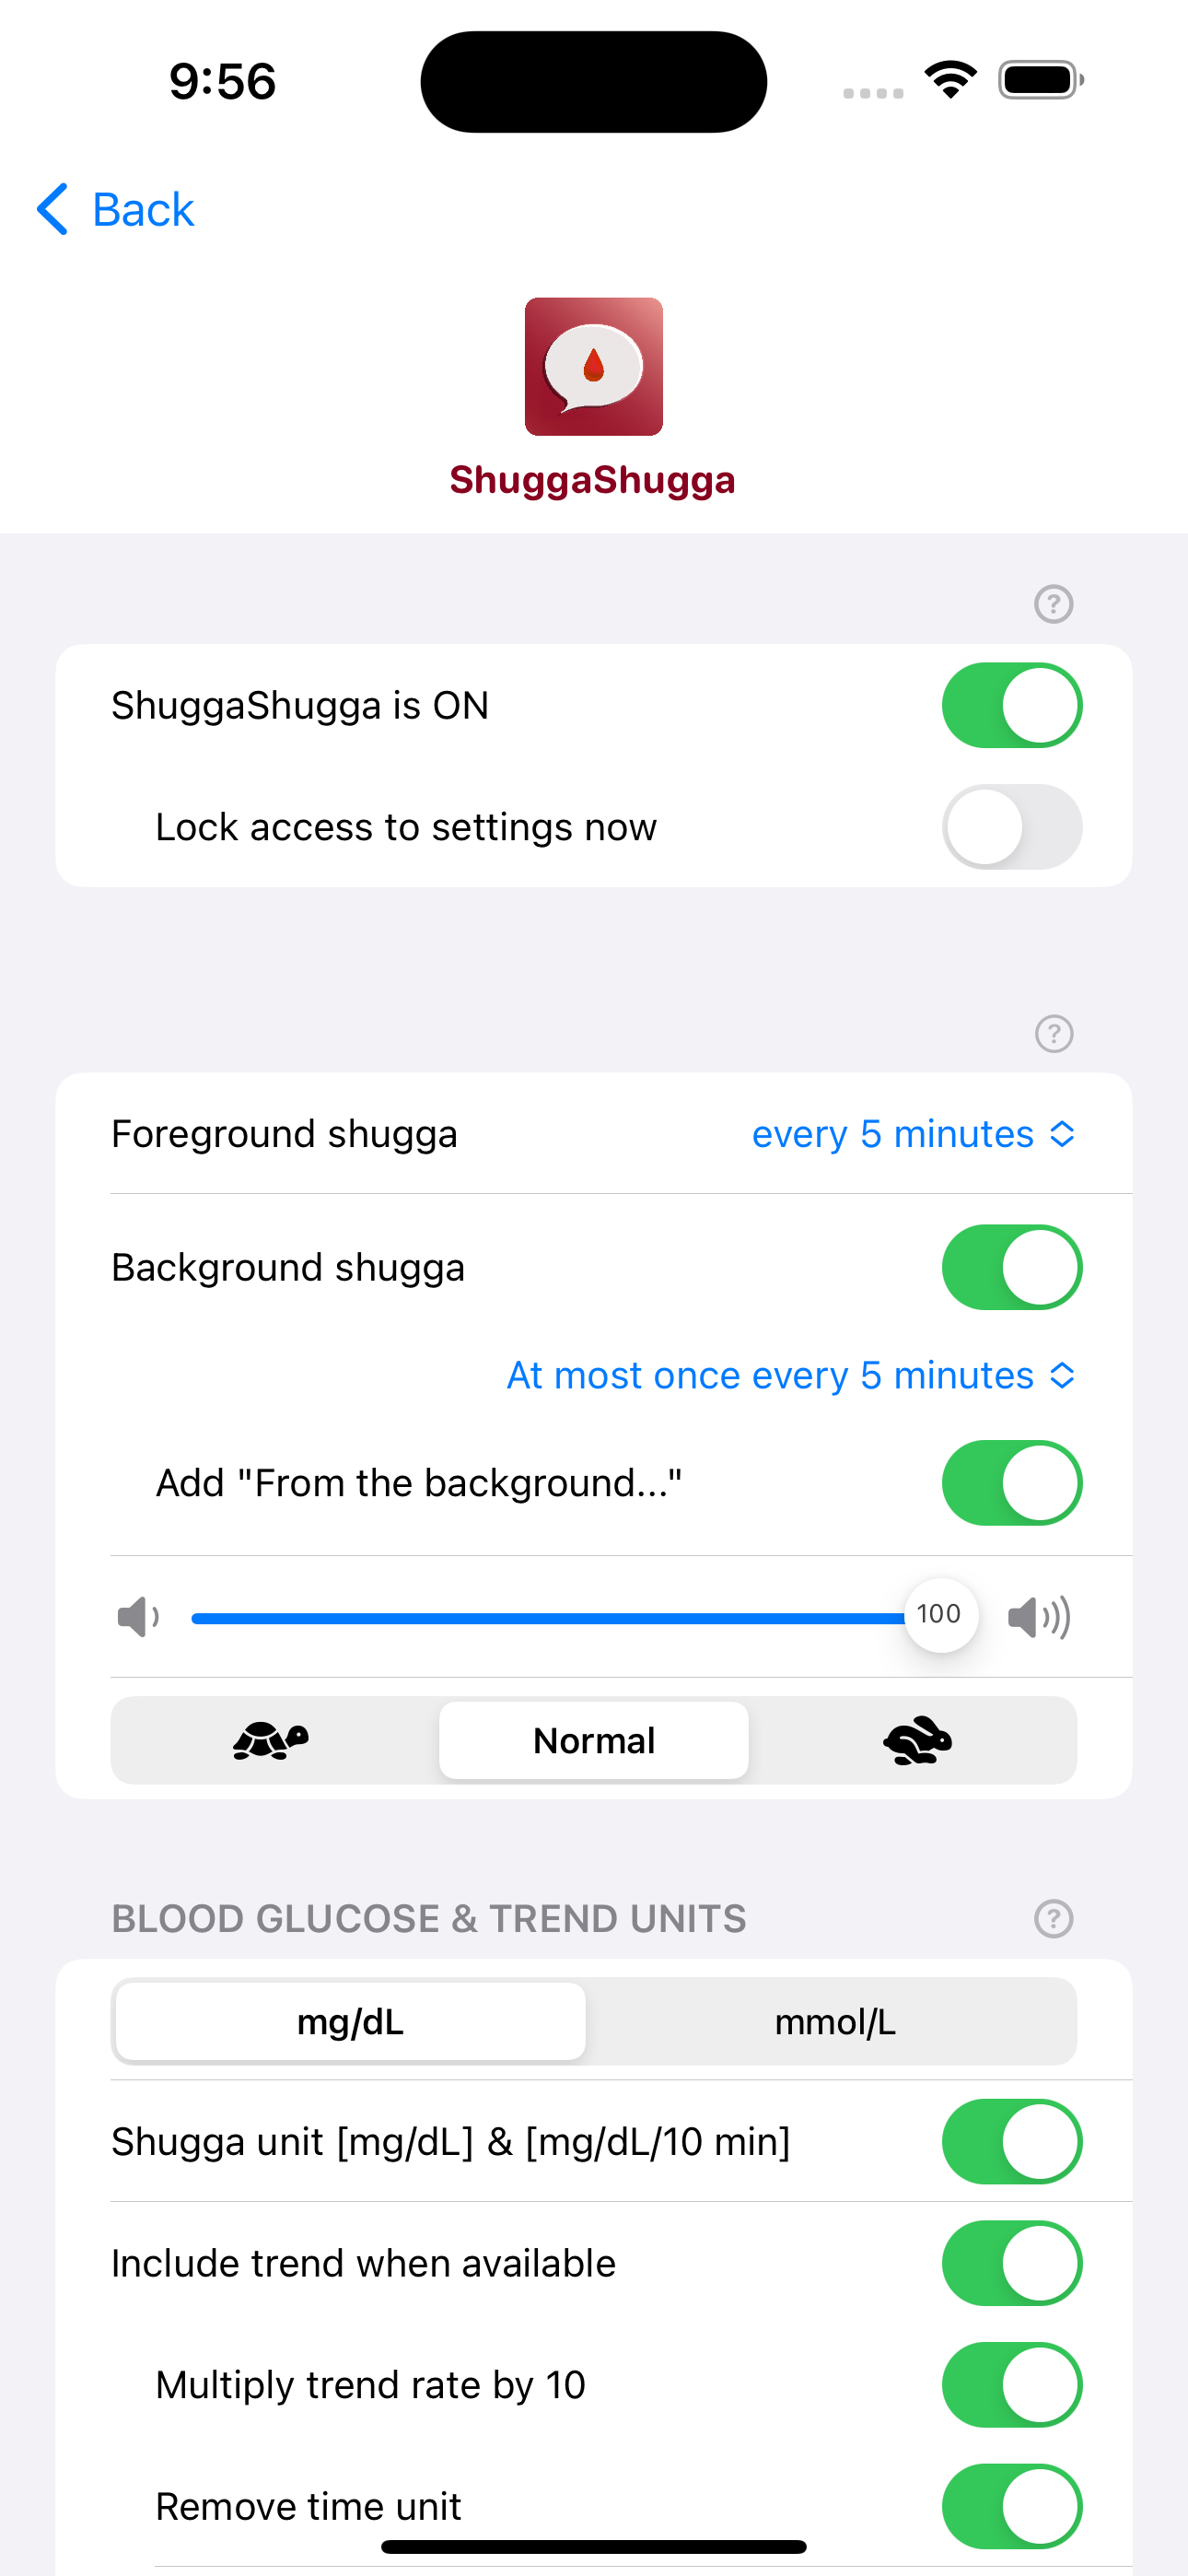 9:56
Back
ShuggaShugga
?
ShuggaShugga is ON
Lock access to settings now
?
Foreground shugga every 5 minutes
Background shugga
At most once every 5 minutes
Add "From the background..."
100
Normal
BLOOD GLUCOSE & TREND UNITS ?
mg/dL mmol/L
Shugga unit [mg/dL] & [mg/dL/10 min]
Include trend when available
Multiply trend rate by 10
Remove time unit